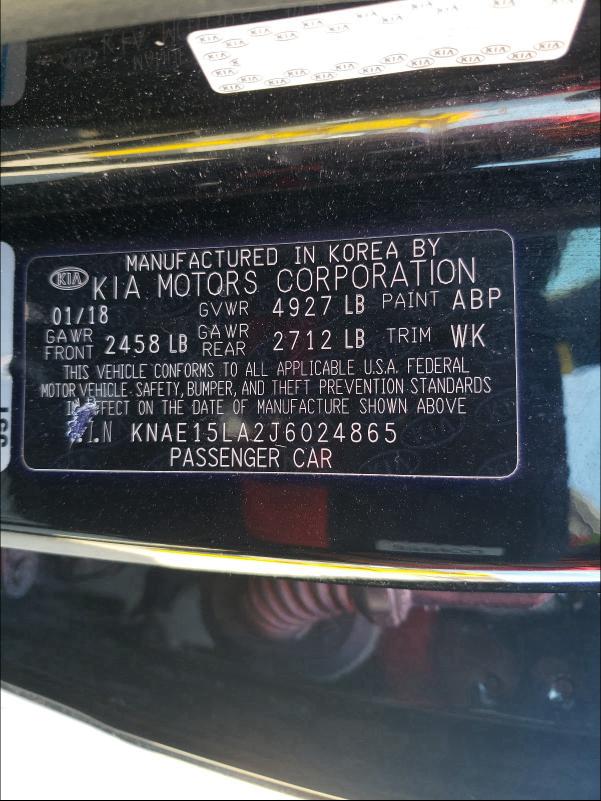 KIA
MANUFACTURED IN KOREA BY
KIA MOTORS CORPORATION
01/18 GVWR 4927 LB PAINT ABP
GAWR FRONT 2458 LB GAWR REAR 2712 LB TRIM WK
THIS VEHICLE CONFORMS TO ALL APPLICABLE U.S.A. FEDERAL
MOTOR VEHICLE SAFETY, BUMPER, AND THEFT PREVENTION STANDARDS
IN EFFECT ON THE DATE OF MANUFACTURE SHOWN ABOVE
KNAE15LA2J6024865
PASSENGER CAR